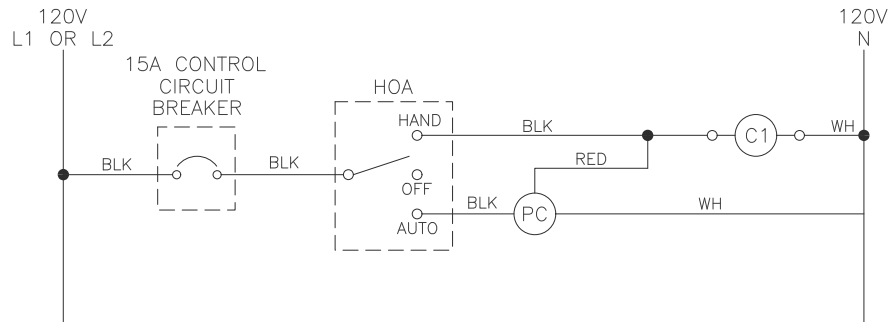 120V
L1 OR L2
120V
N
15A CONTROL
CIRCUIT
BREAKER
HOA
HAND
BLK
C1
WH
BLK
BLK
RED
OFF
BLK
PC
WH
AUTO